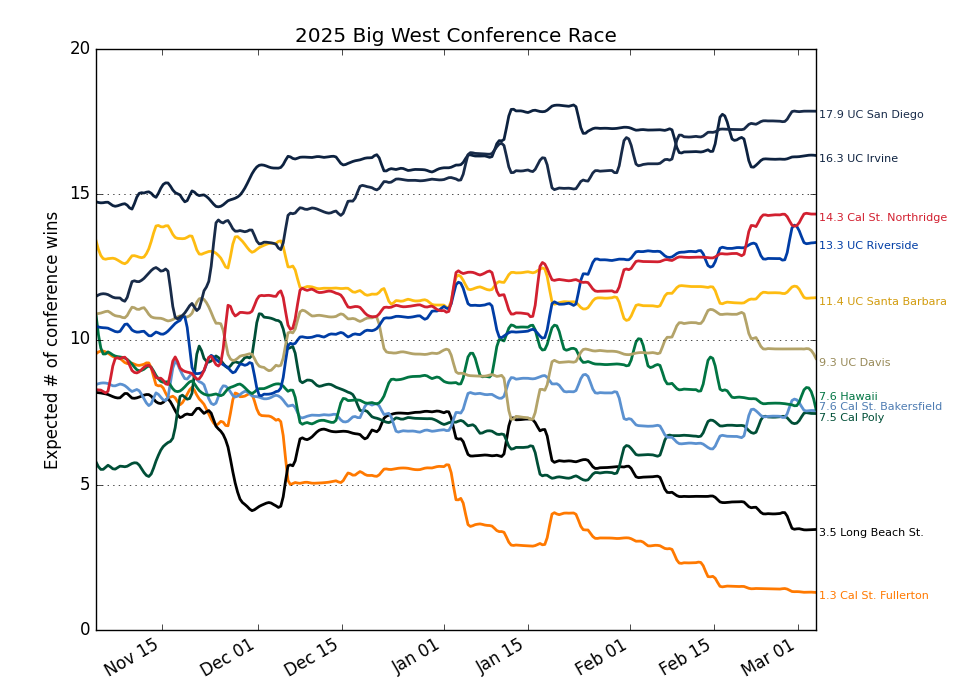 2025 Big West Conference Race
Expected # of conference wins
20
15
10
5
0
17.9 UC San Diego
16.3 UC Irvine
14.3 Cal St. Northridge
13.3 UC Riverside
11.4 UC Santa Barbara
9.3 UC Davis
7.6 Hawaii
7.6 Cal St. Bakersfield
7.5 Cal Poly
3.5 Long Beach St.
1.3 Cal St. Fullerton
Nov 15
Dec 01
Dec 15
Jan 01
Jan 15
Feb 01
Feb 15
Mar 01